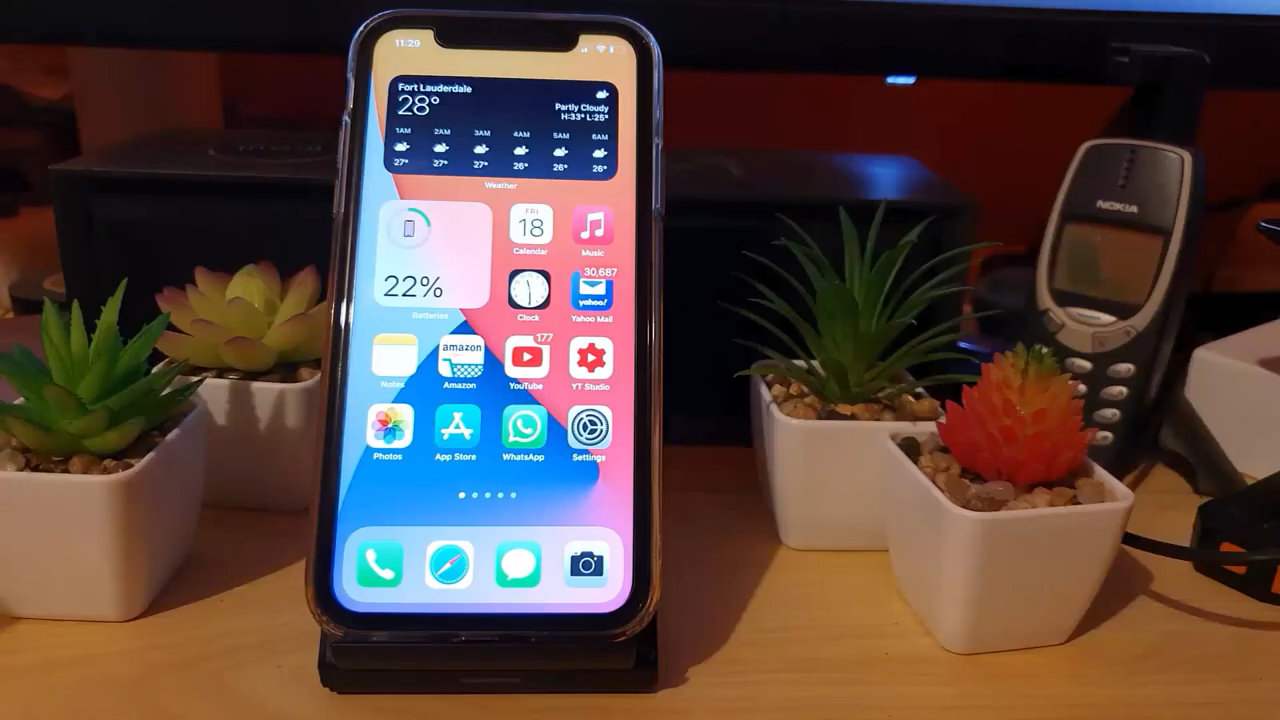 11:29
Fort Lauderdale
28°
Partly Cloudy
H:33° L:25°
1AM 2AM 3AM 4AM 5AM 6AM
27° 27° 27° 26° 26° 26°
Weather
22%
Batteries
FRI
18
Calendar
Music
Clock
30,687
yahoo!
Yahoo Mail
Notes
amazon
Amazon
177
YouTube
YT Studio
Photos
App Store
WhatsApp
Settings
NOKIA